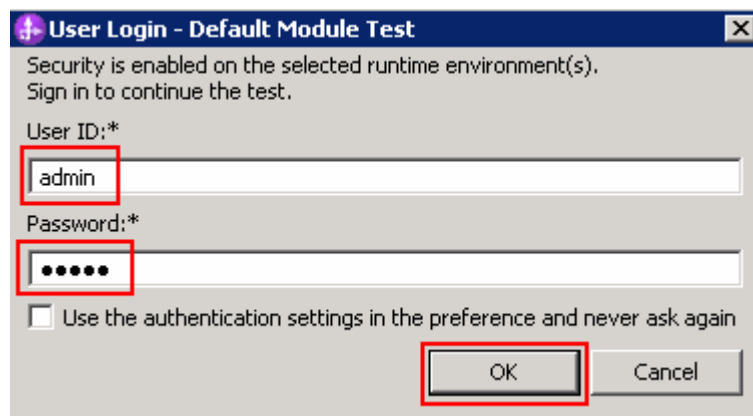 User Login - Default Module Test
Security is enabled on the selected runtime environment(s).
Sign in to continue the test.
User ID:*
admin
Password:*
●●●●●
Use the authentication settings in the preference and never ask again
OK Cancel